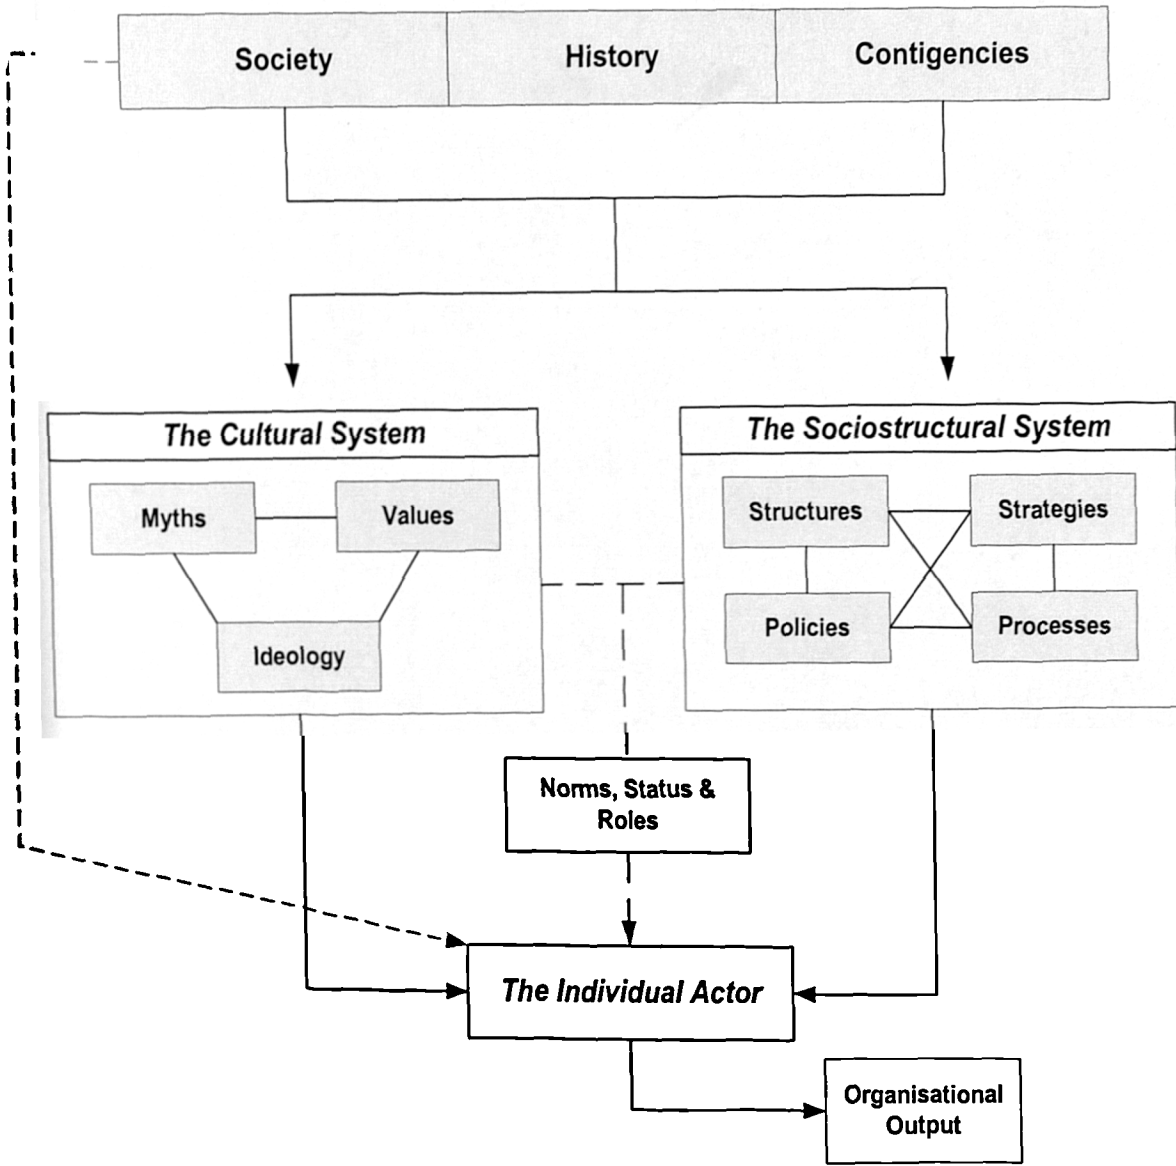 Society
History
Contigencies
The Cultural System
The Sociostructural System
Myths
Values
Ideology
Structures
Strategies
Policies
Processes
Norms, Status &
Roles
The Individual Actor
Organisational
Output